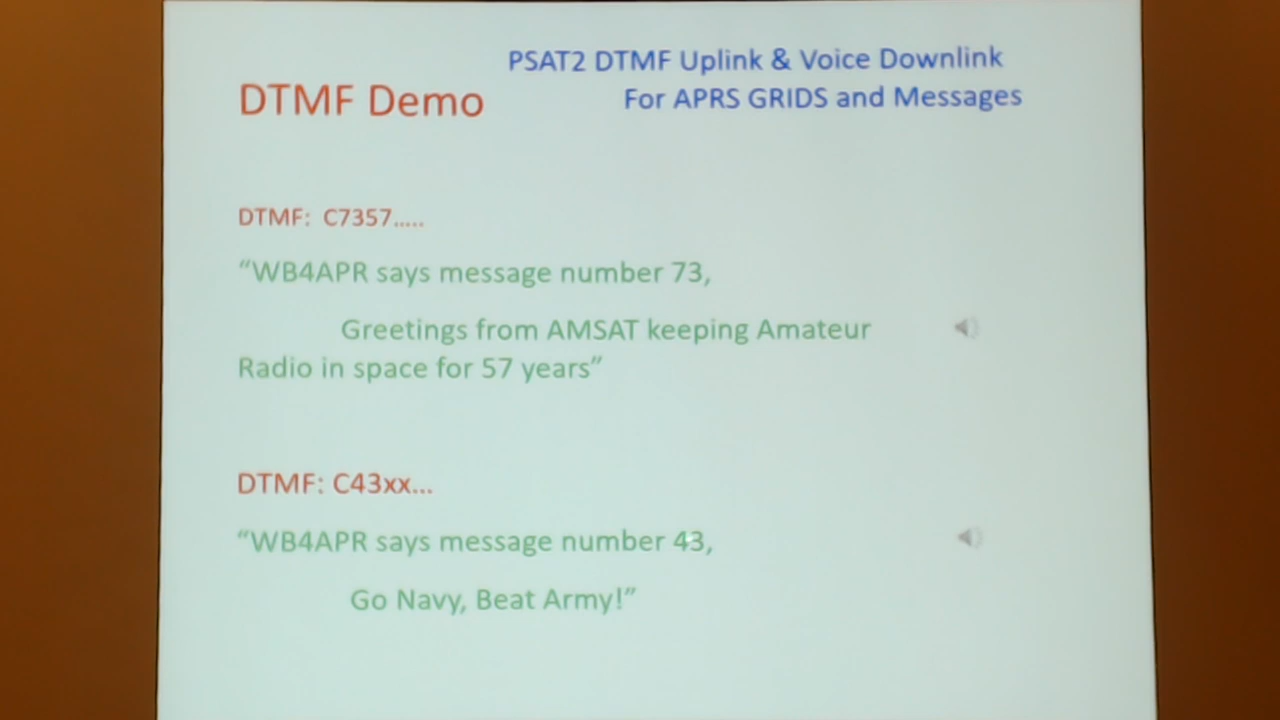 PSAT2 DTMF Uplink & Voice Downlink
DTMF Demo
For APRS GRIDS and Messages
DTMF:  C7357.....
“WB4APR says message number 73,
Greetings from AMSAT keeping Amateur
Radio in space for 57 years”
DTMF: C43xx...
“WB4APR says message number 43,
Go Navy, Beat Army!”